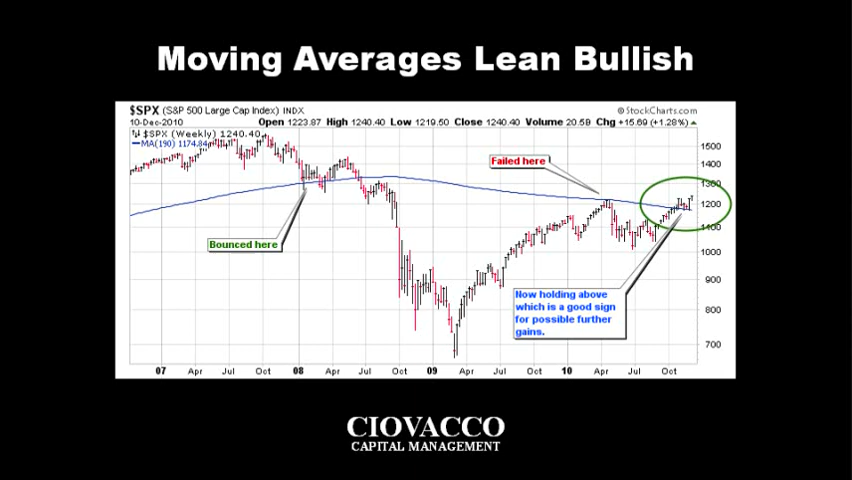 Moving Averages Lean Bullish
$SPX (S&P 500 Large Cap Index) INDX
© StockCharts.com
10-Dec-2010
Open 1223.87 High 1240.40 Low 1219.50 Close 1240.40 Volume 20.5B Chg +15.69 (+1.28%)
$SPX (Weekly) 1240.40
MA(190) 1174.84
1500
1400
1300
1200
1100
1000
900
800
700
Failed here
Bounced here
Now holding above
which is a good sign
for possible further
gains.
07 Apr Jul Oct 08 Apr Jul Oct 09 Apr Jul Oct 10 Apr Jul Oct
CIOVACCO
CAPITAL MANAGEMENT